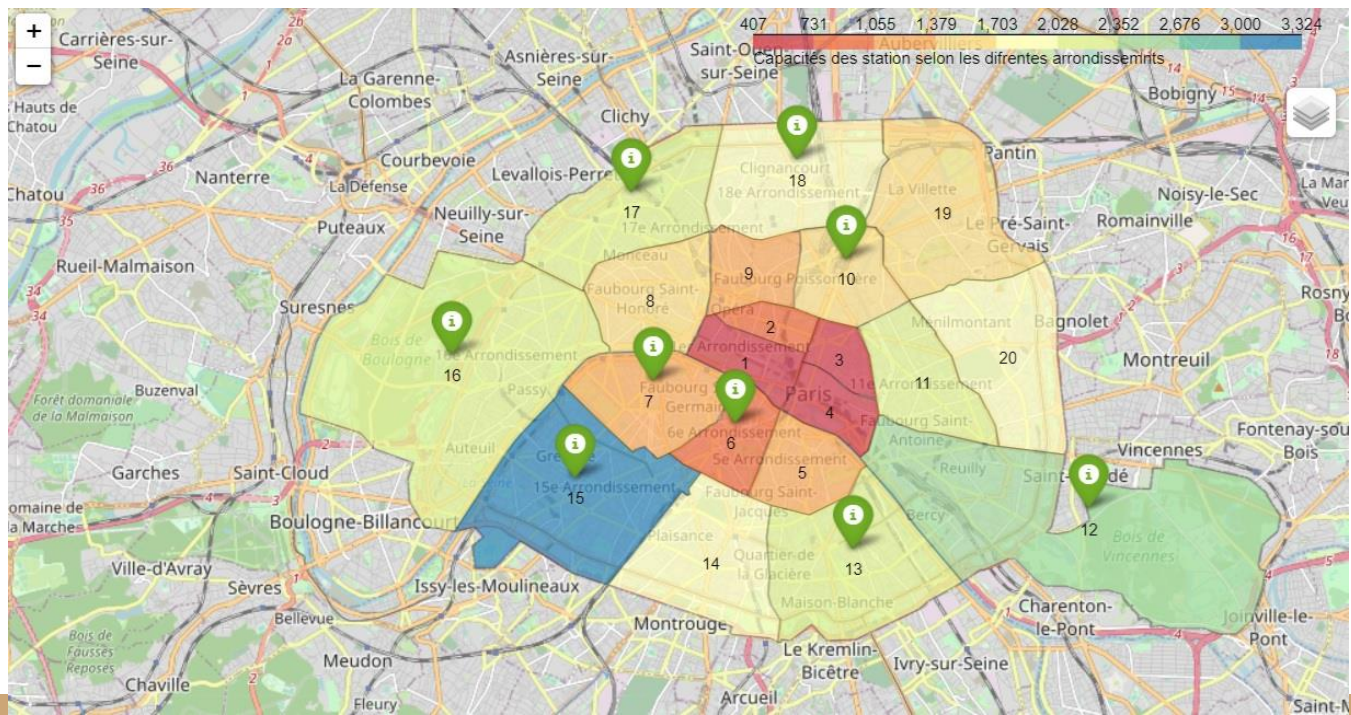 +
−
407 731 1,055 1,379 1,703 2,028 2,352 2,676 3,000 3,324
Capacités des station selon les difrentes arrondissemnts
Carrières-sur-
Seine
2a
2b
Asnières-sur-
Seine
Saint-Ouen-
sur-Seine
Aubervilliers
Bobigny
La Garenne-
Colombes
s Hauts de
Chatou
Clichy
Courbevoie
Levallois-Perre
Clignancourt
18e Arrondissement
18
Pantin
Nanterre
La Défense
La Villette
Noisy-le-Sec
Chatou
Neuilly-sur-
Seine
17
17e Arrondissement
19
Le Pré-Saint-
Gervais
Romainville
Puteaux
Monceau
Rueil-Malmaison
Faubourg Saint-
Honoré
8
9
Faubourg Poissonnière
10
Opéra
Suresnes
2
Ménilmontant
Bagnolet
Rosny
Bois de
Boulogne
16e Arrondissement
16
Passy
1er Arrondissement
1
3
Paris
4
11e Arrondissement
11
20
Montreuil
Buzenval
Forêt domaniale
de la Malmaison
7
Germain
6e Arrondissement
6
Faubourg Saint-
Antoine
Fontenay-sou
Bois
Vincennes
Auteuil
Garches
Saint-Cloud
15e Arrondissement
15
5e Arrondissement
5
Reuilly
Faubourg Saint-
Jacques
Bercy
12
Bois de
Vincennes
omaine de
la Marche
Boulogne-Billancourt
Plaisance
14
Quartier de
la Glacière
13
Ville-d'Avray
Sèvres
Issy-les-Moulineaux
Maison-Blanche
Charenton-
le-Pont
Joinville-le-
Pont
Bellevue
Montrouge
Bois de
Fausses
Reposes
Meudon
Le Kremlin-
Bicêtre
Ivry-sur-Seine
Chaville
Fleury
Arcueil
Saint-M